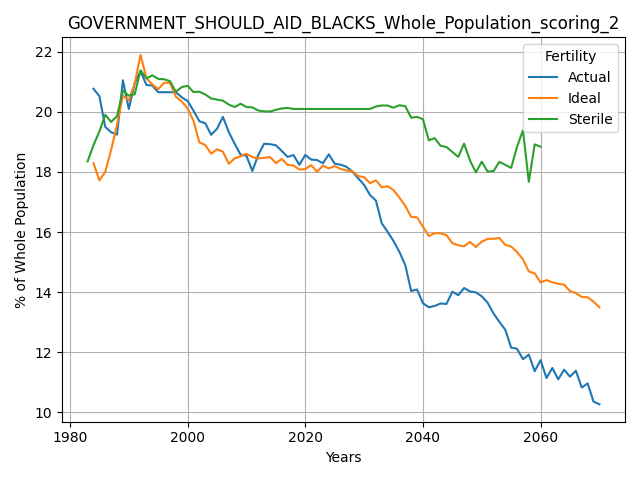 GOVERNMENT_SHOULD_AID_BLACKS_Whole_Population_scoring_2
% of Whole Population
22
20
18
16
14
12
10
Fertility
Actual
Ideal
Sterile
1980
2000
2020
2040
2060
Years